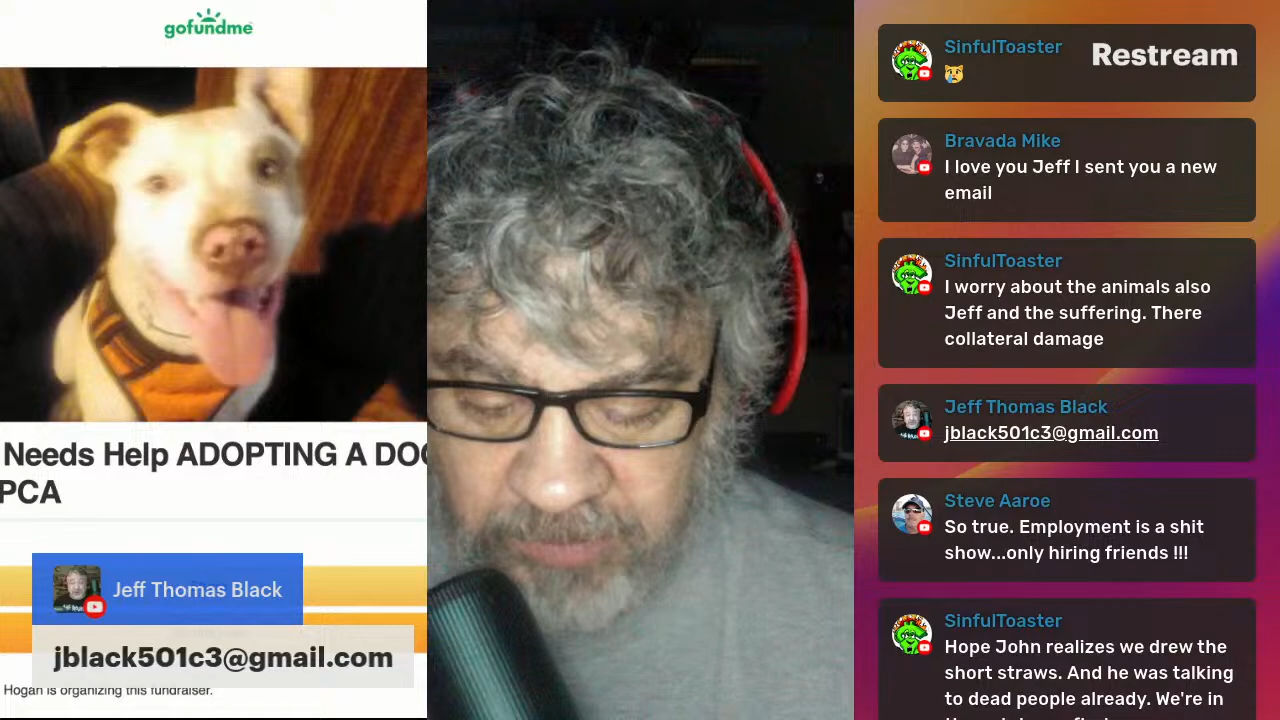 gofundme
Needs Help ADOPTING A DO
PCA
Jeff Thomas Black
jblack501c3@gmail.com
Hogan is organizing this fundraiser.
Restream
SinfulToaster
😿
Bravada Mike
I love you Jeff I sent you a new
email
SinfulToaster
I worry about the animals also
Jeff and the suffering. There
collateral damage
Jeff Thomas Black
jblack501c3@gmail.com
Steve Aaroe
So true. Employment is a shit
show...only hiring friends !!!
SinfulToaster
Hope John realizes we drew the
short straws. And he was talking
to dead people already. We're in